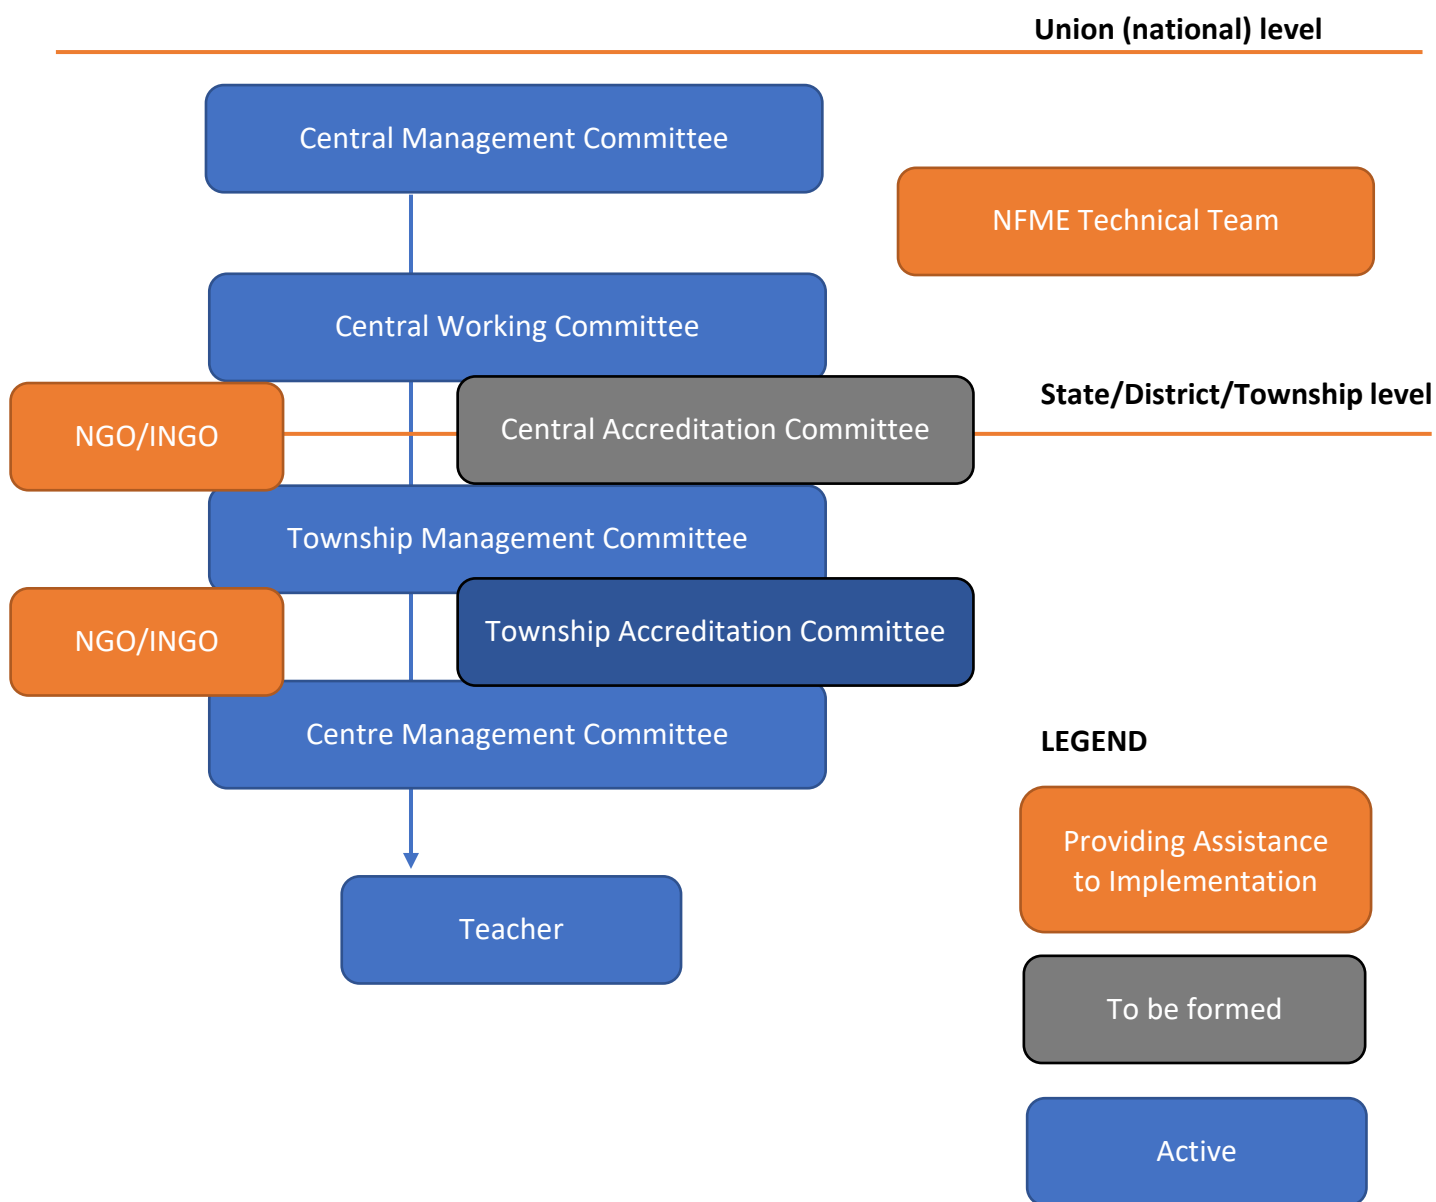 Union (national) level
Central Management Committee
NFME Technical Team
Central Working Committee
State/District/Township level
NGO/INGO
Central Accreditation Committee
Township Management Committee
NGO/INGO
Township Accreditation Committee
Centre Management Committee
LEGEND
Providing Assistance
to Implementation
Teacher
To be formed
Active